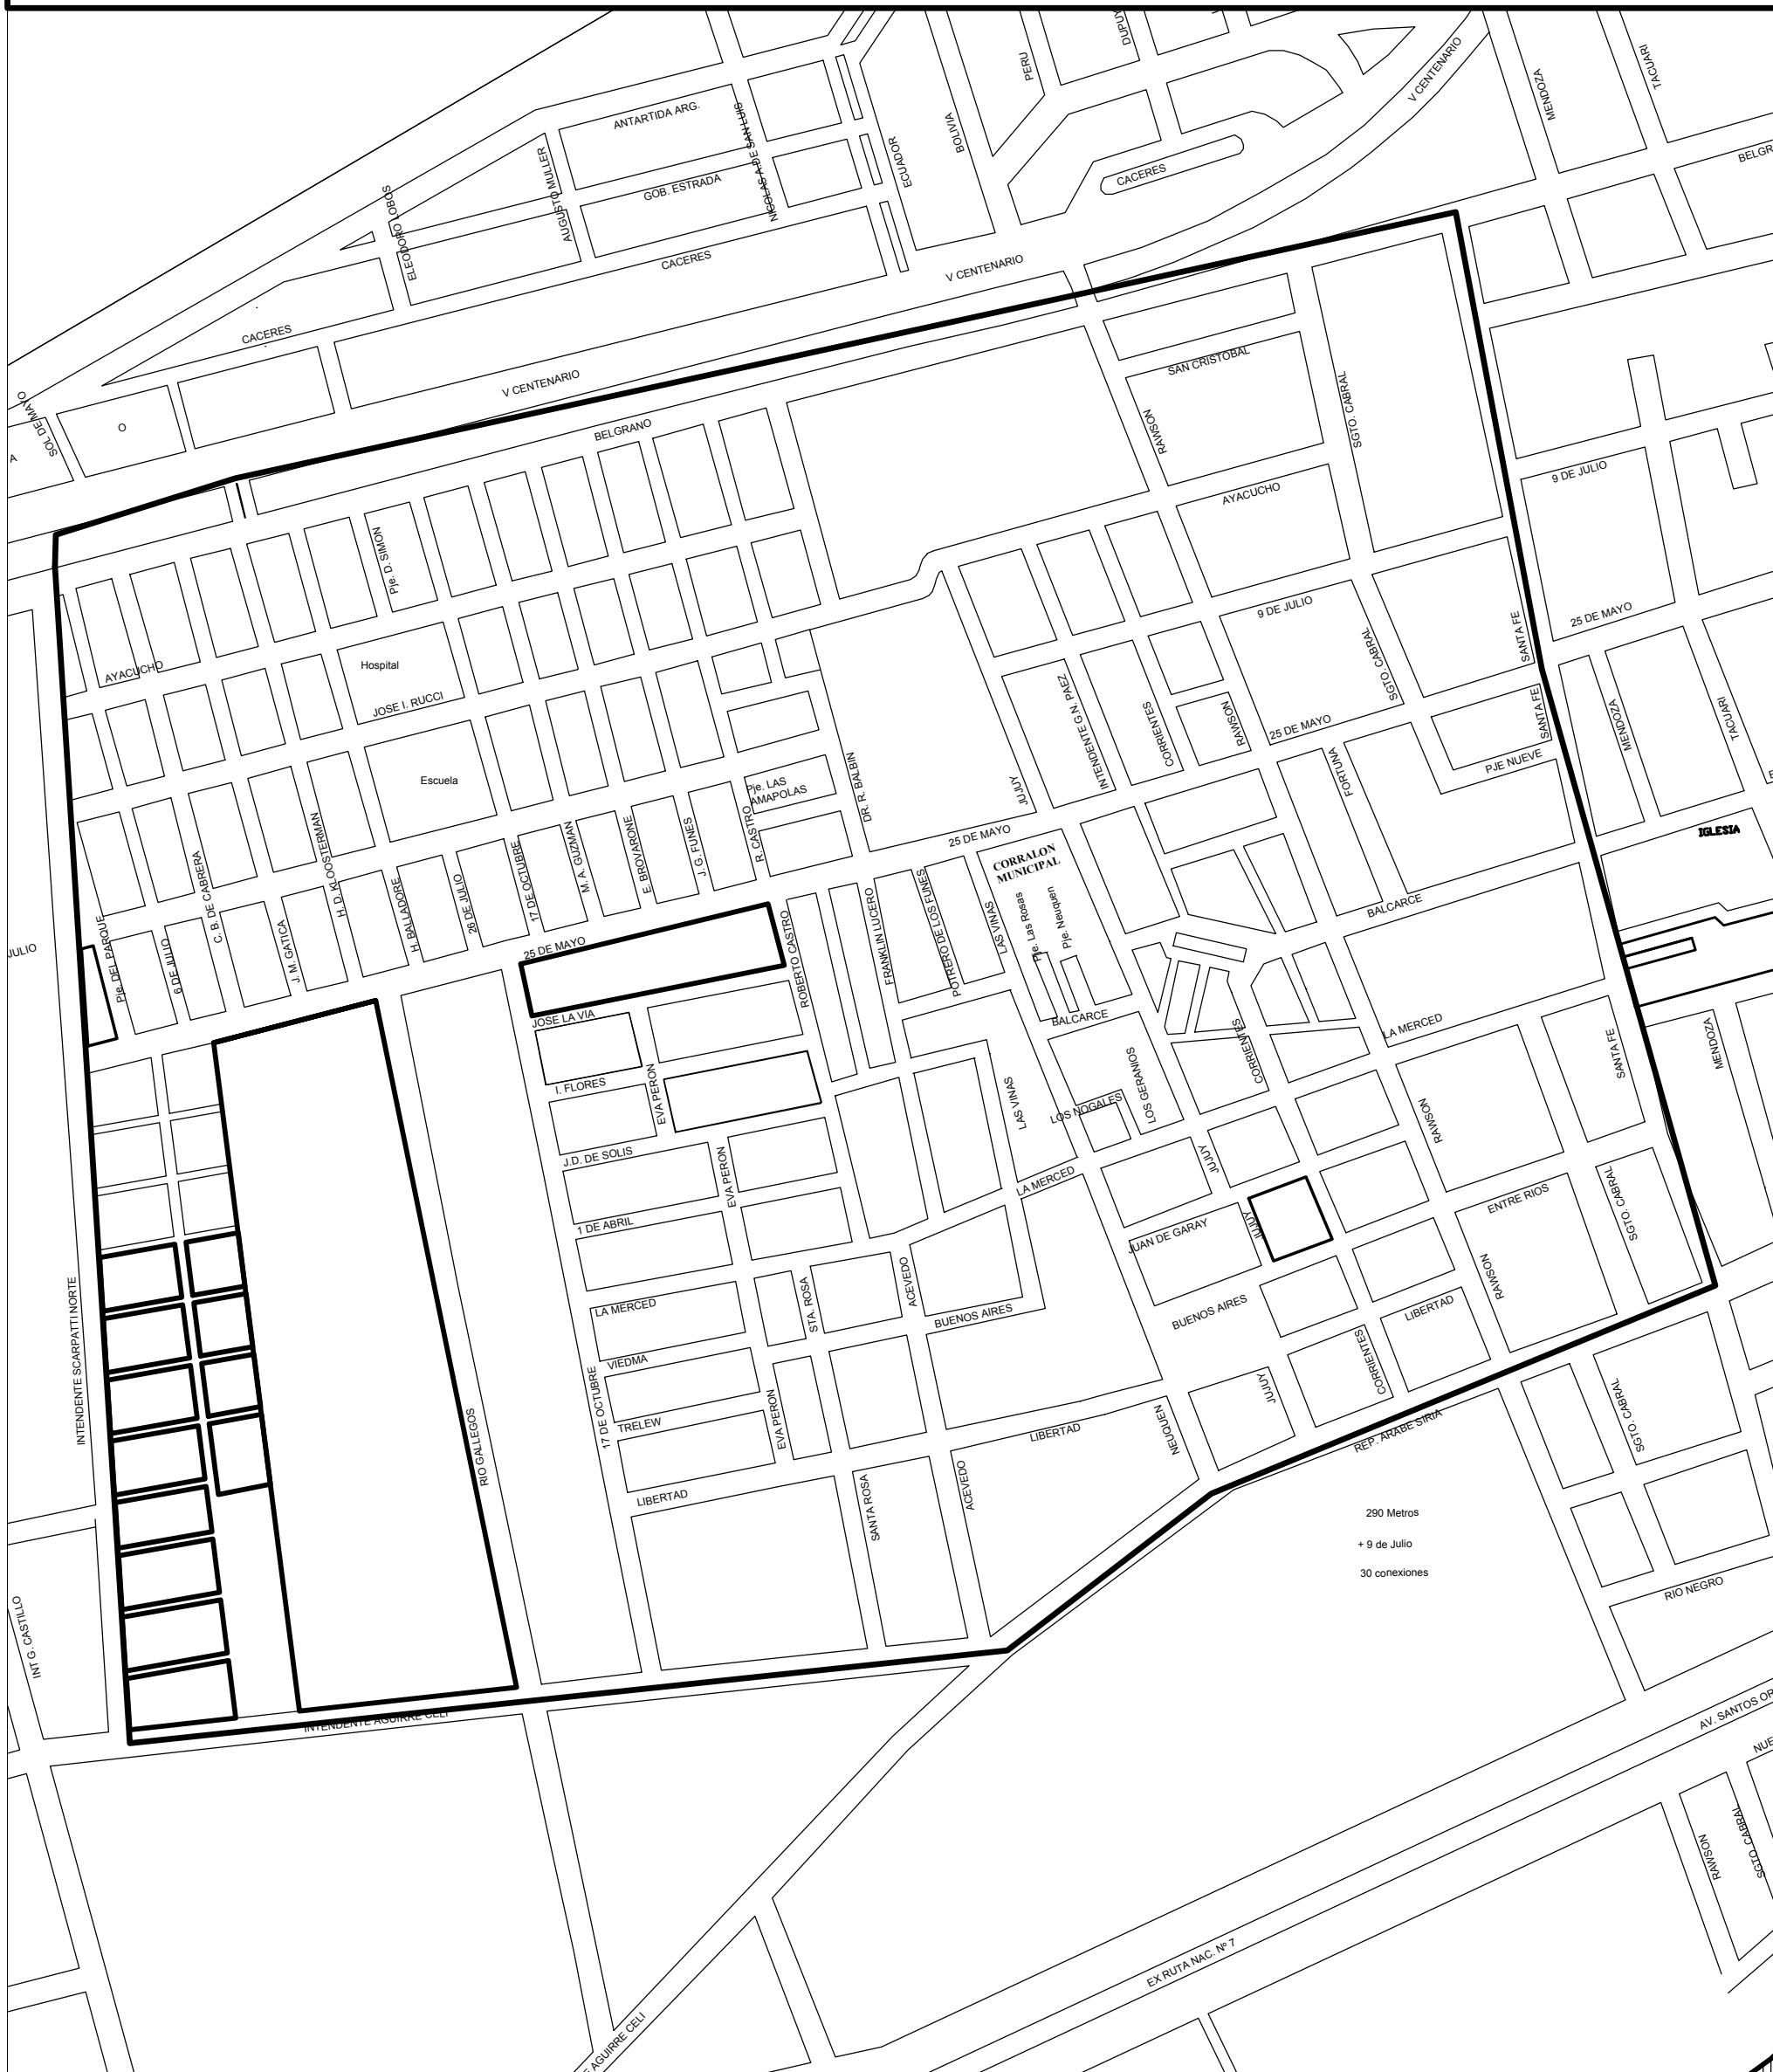 DUPUY
PERU
V CENTENARIO
MENDOZA
TACUARI
ANTARTIDA ARG.
NICOLAS A. DE SAN LUIS
BOLIVIA
ECUADOR
BELGR
AUGUSTO MULLER
CACERES
GOB. ESTRADA
ELEODORO LOBOS
CACERES
V CENTENARIO
CACERES
SAN CRISTOBAL
V CENTENARIO
SOL DE MAYO
O
A
BELGRANO
RAWSON
SGTO. CABRAL
9 DE JULIO
AYACUCHO
Pje. D. SIMON
9 DE JULIO
25 DE MAYO
SANTA FE
AYACUCHO
Hospital
SGTO. CABRAL
JOSE I. RUCCI
INTENDENTE G.N. PAEZ
CORRIENTES
RAWSON
25 DE MAYO
SANTA FE
MENDOZA
TACUARI
Escuela
Pje. LAS
AMAPOLAS
DR. R. BALBIN
JUJUY
FORTUNA
PJE NUEVE
H. D. KLOOSTERMAN
M. A. GUZMAN
E. BROVARONE
J. G. FUNES
R. CASTRO
25 DE MAYO
IGLESIA
CORRALON
MUNICIPAL
C. B. DE CABRERA
H. BALLADORE
26 DE JULIO
17 DE OCTUBRE
BALCARCE
JULIO
Pje. DEL PARQUE
6 DE JULIO
J. M. GATICA
25 DE MAYO
ROBERTO CASTRO
FRANKLIN LUCERO
POTRERO DE LOS FUNES
LAS VINAS
Pje. Las Rosas
Pje. Neuquen
JOSE LA VIA
BALCARCE
LA MERCED
I. FLORES
EVA PERON
LAS VINAS
LOS NOGALES
LOS GERANIOS
CORRIENTES
RAWSON
SANTA FE
MENDOZA
J.D. DE SOLIS
EVA PERON
LA MERCED
JUJUY
1 DE ABRIL
JUAN DE GARAY
JUJUY
ENTRE RIOS
SGTO. CABRAL
INTENDENTE SCARPATTI NORTE
LA MERCED
STA. ROSA
ACEVEDO
BUENOS AIRES
BUENOS AIRES
LIBERTAD
RAWSON
VIEDMA
17 DE OCTUBRE
TRELEW
EVA PERON
JUJUY
CORRIENTES
RIO GALLEGOS
LIBERTAD
NEUQUEN
REP. ARABE SIRIA
SGTO. CABRAL
LIBERTAD
SANTA ROSA
ACEVEDO
290 Metros
+ 9 de Julio
30 conexiones
RIO NEGRO
INT G. CASTILLO
INTENDENTE AGUIRRE CELI
AV. SANTOS OR
NUE
RAWSON
SGTO. CABRAL
EX RUTA NAC. Nº 7
E AGUIRRE CELI